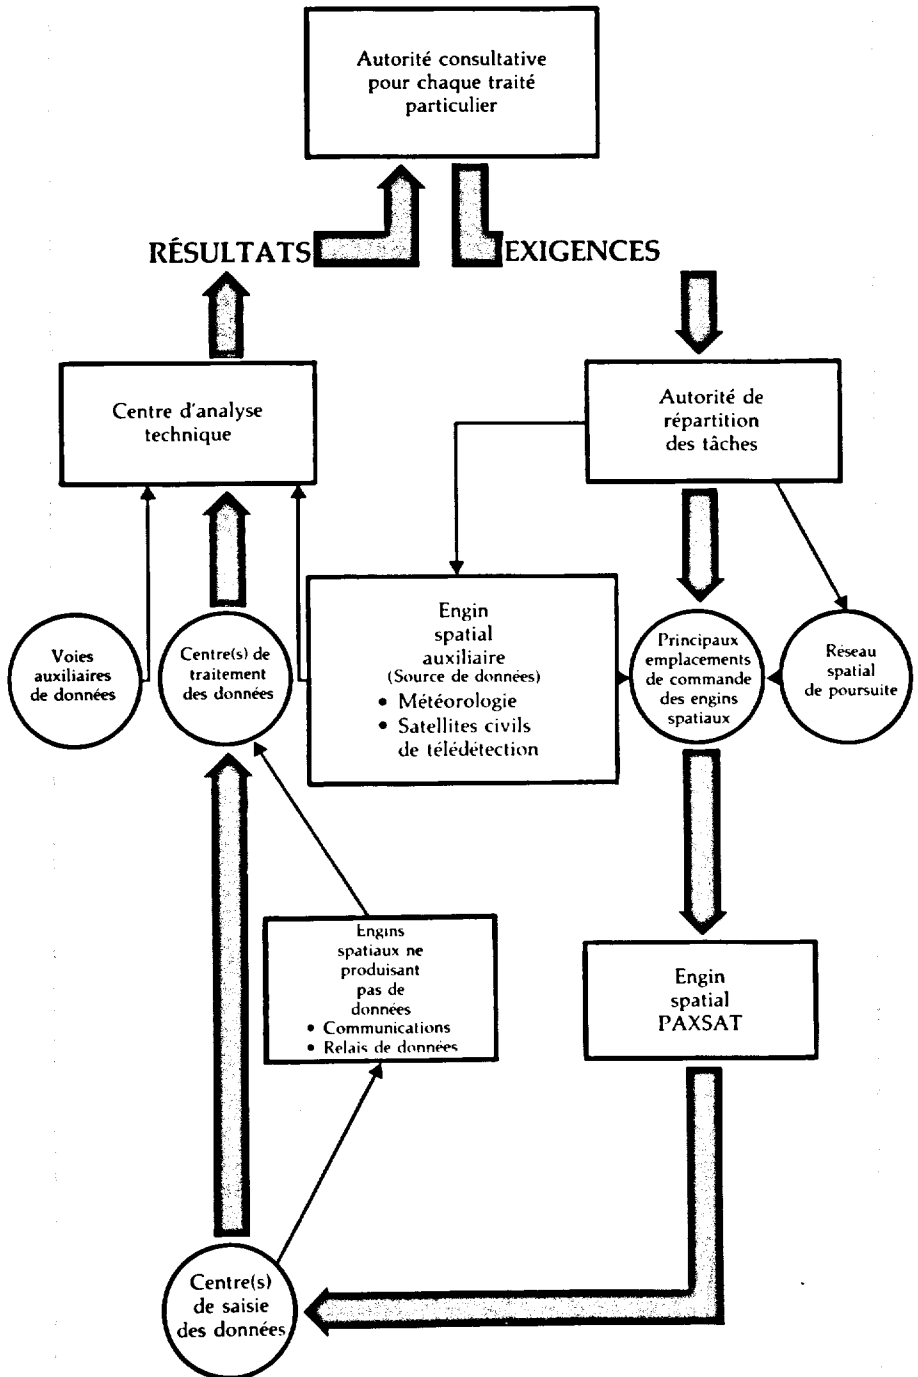 Autorité consultative
pour chaque traité
particulier
RÉSULTATS
EXIGENCES
Centre d'analyse
technique
Autorité de
répartition
des tâches
Voies
auxiliaires
de données
Centre(s) de
traitement
des données
Engin
spatial
auxiliaire
(Source de données)
• Météorologie
• Satellites civils
de télédétection
Principaux
emplacements
de commande
des engins
spatiaux
Réseau
spatial
de poursuite
Engins
spatiaux ne
produisant
pas de
données
• Communications
• Relais de données
Engin
spatial
PAXSAT
Centre(s)
de saisie
des données